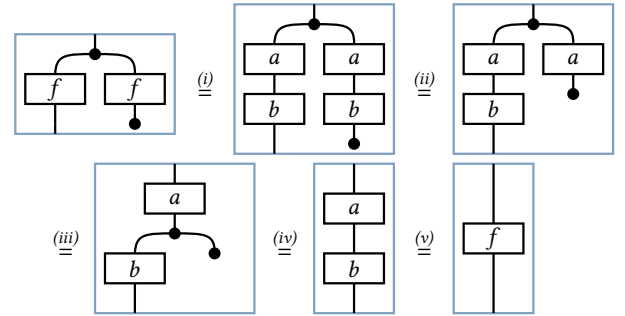 f f (i) = a a (ii) = a a
b b b
(iii) = a (iv) = a (v) = f
b b